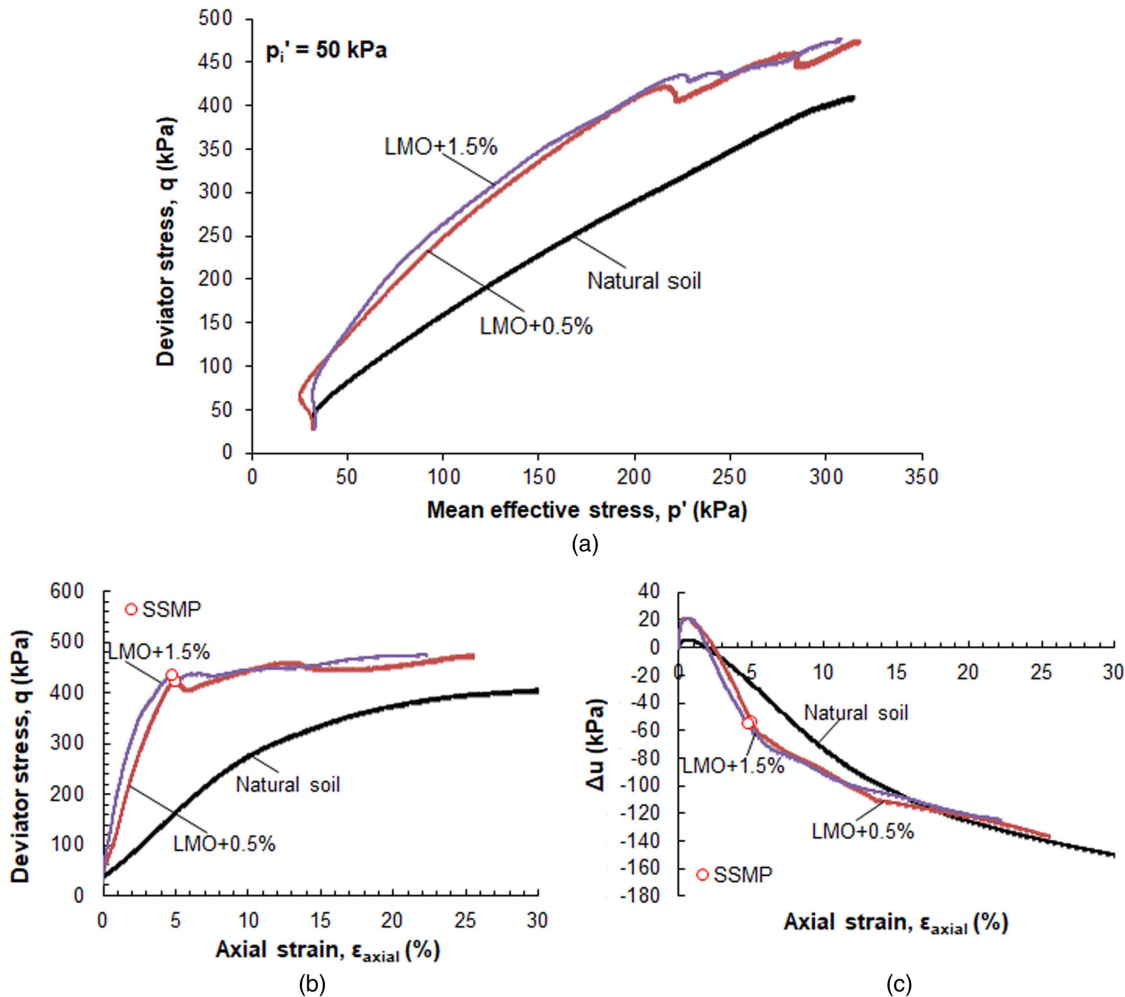 500
450
400
350
300
250
200
150
100
50
0
Deviator stress, q (kPa)
pi' = 50 kPa
LMO+1.5%
Natural soil
LMO+0.5%
0 50 100 150 200 250 300 350
Mean effective stress, p' (kPa)
(a)
600
500
400
300
200
100
0
Deviator stress, q (kPa)
SSMP
LMO+1.5%
Natural soil
LMO+0.5%
0 5 10 15 20 25 30
Axial strain, εaxial (%)
(b)
40
20
0
-20
-40
-60
-80
-100
-120
-140
-160
-180
Δu (kPa)
0 5 10 15 20 25 30
Natural soil
LMO+1.5%
LMO+0.5%
SSMP
Axial strain, εaxial (%)
(c)